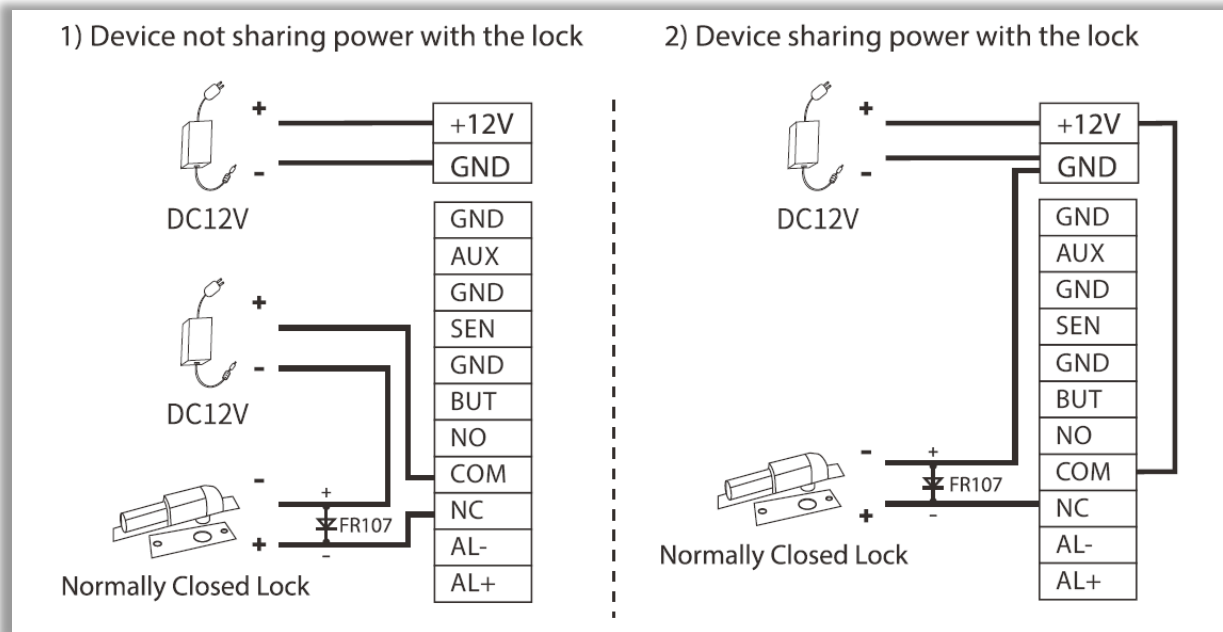 1) Device not sharing power with the lock
+
+12V
-
GND
DC12V
GND
AUX
GND
+
SEN
-
GND
DC12V
BUT
NO
-
COM
+
NC
FR107
+
-
AL-
Normally Closed Lock
AL+
2) Device sharing power with the lock
+
+12V
-
GND
DC12V
GND
AUX
GND
SEN
GND
BUT
NO
-
+
COM
FR107
NC
+
-
AL-
Normally Closed Lock
AL+